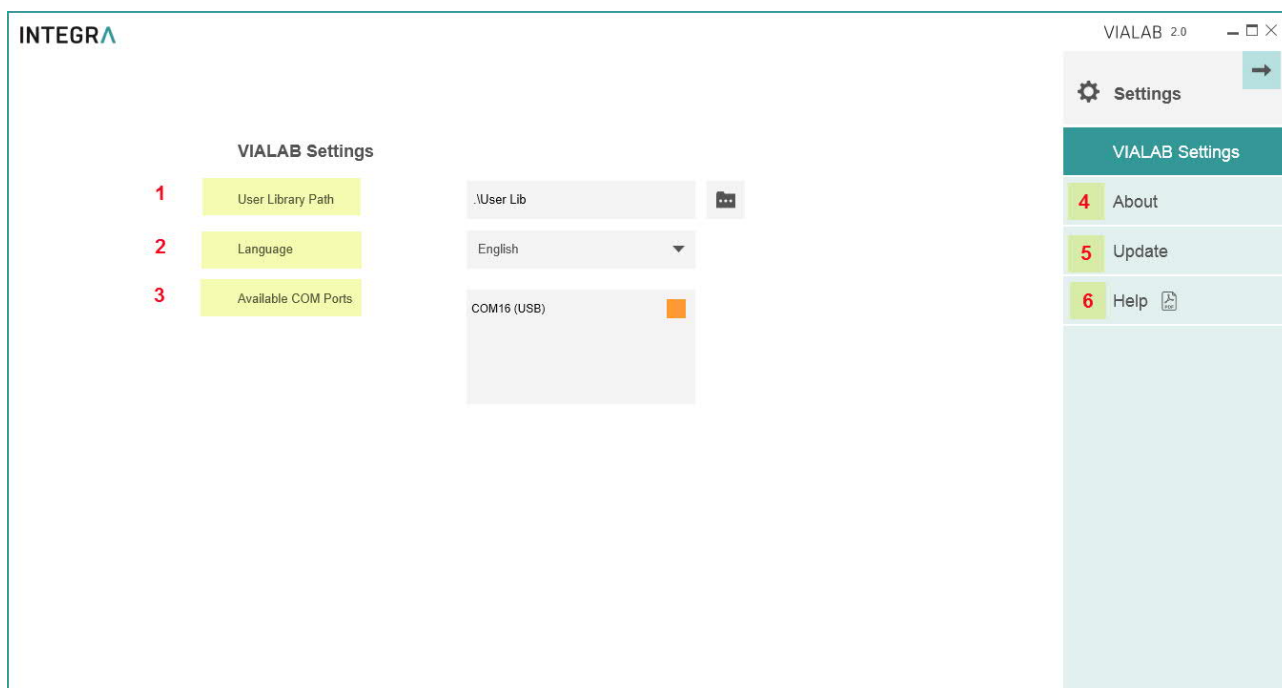 INTEGRA
VIALAB 2.0
Settings
VIALAB Settings
VIALAB Settings
1 User Library Path .\User Lib
2 Language English
3 Available COM Ports COM16 (USB)
4 About
5 Update
6 Help PDF